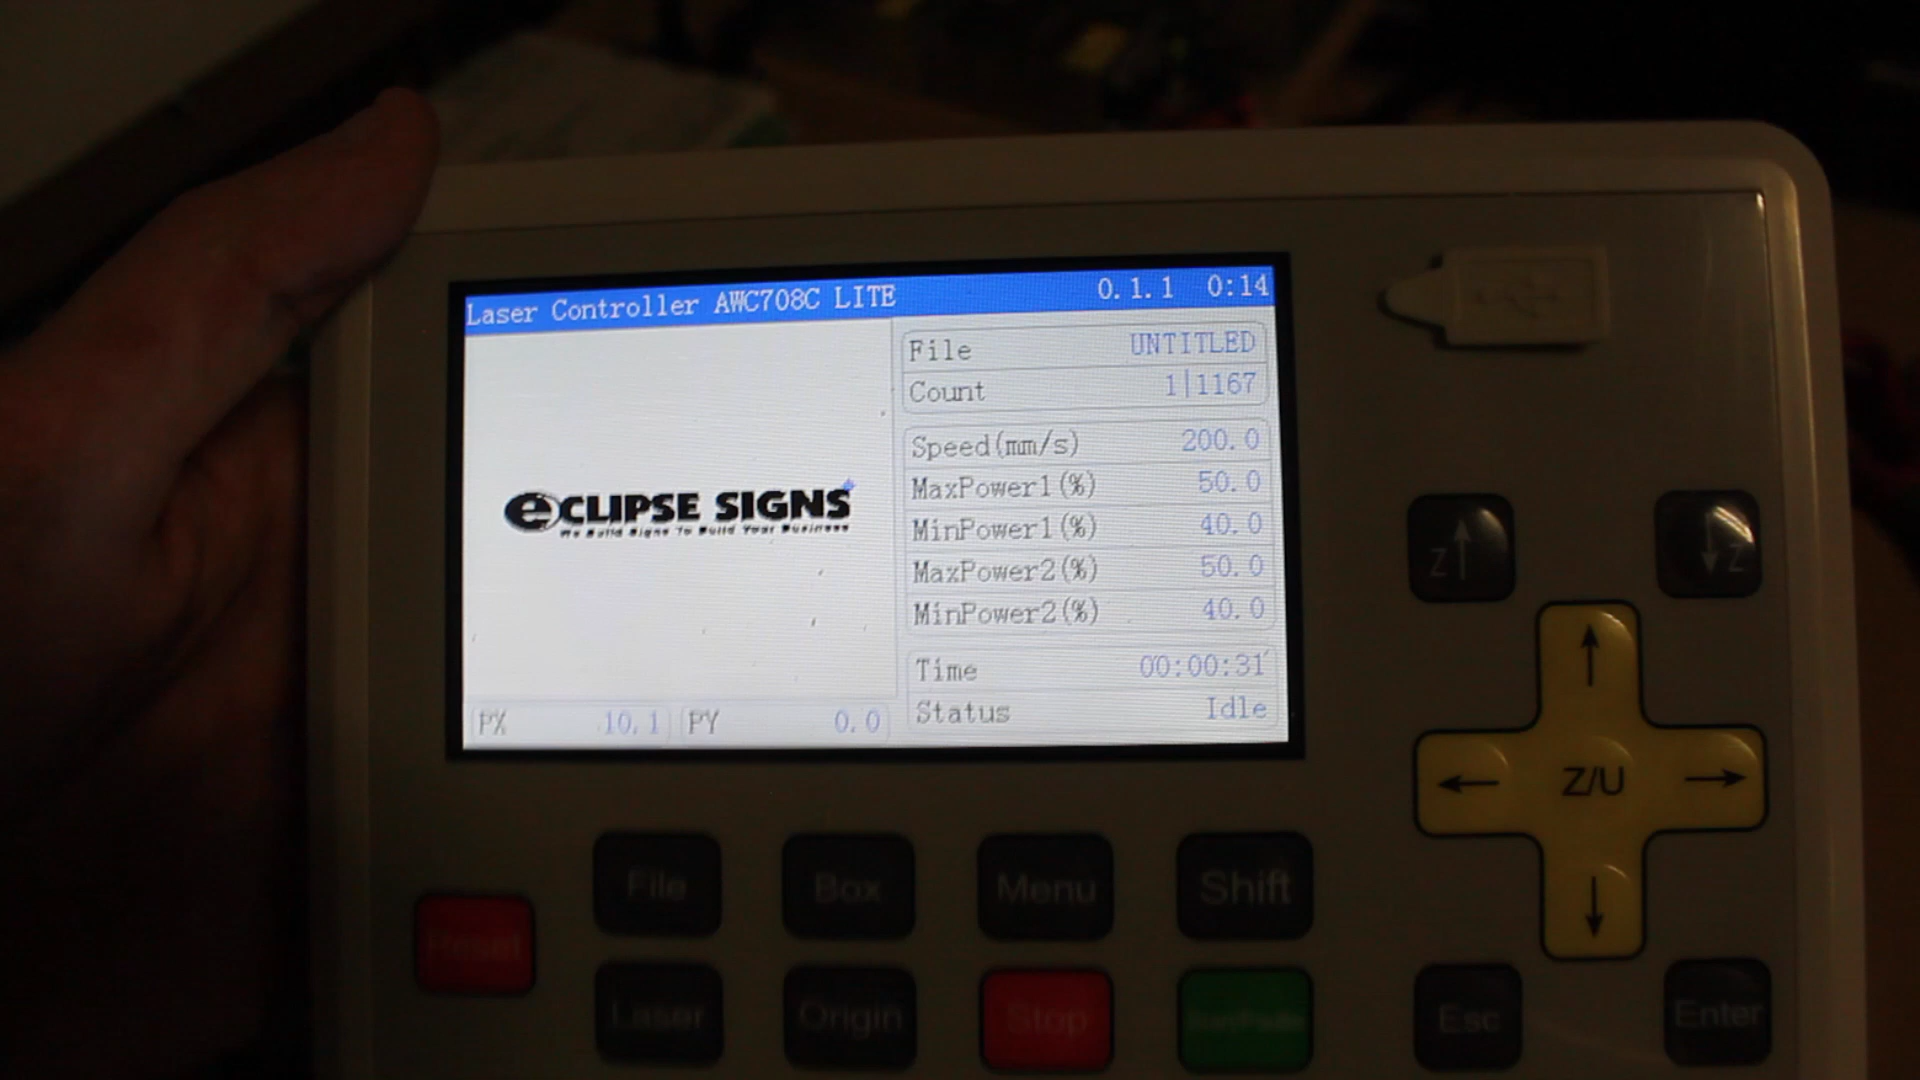 Laser Controller AWC708C LITE 0.1.1 0:14
File UNTITLED
Count 1|1167
Speed(mm/s) 200.0
MaxPower1(%) 50.0
MinPower1(%) 40.0
MaxPower2(%) 50.0
MinPower2(%) 40.0
Time 00:00:31
Status Idle
eCLIPSE SIGNS
We Build Signs To Build Your Business
PX 10.1 PY 0.0
Z Z
Z/U
File Box Menu Shift
Reset
Laser Origin Stop Esc Enter